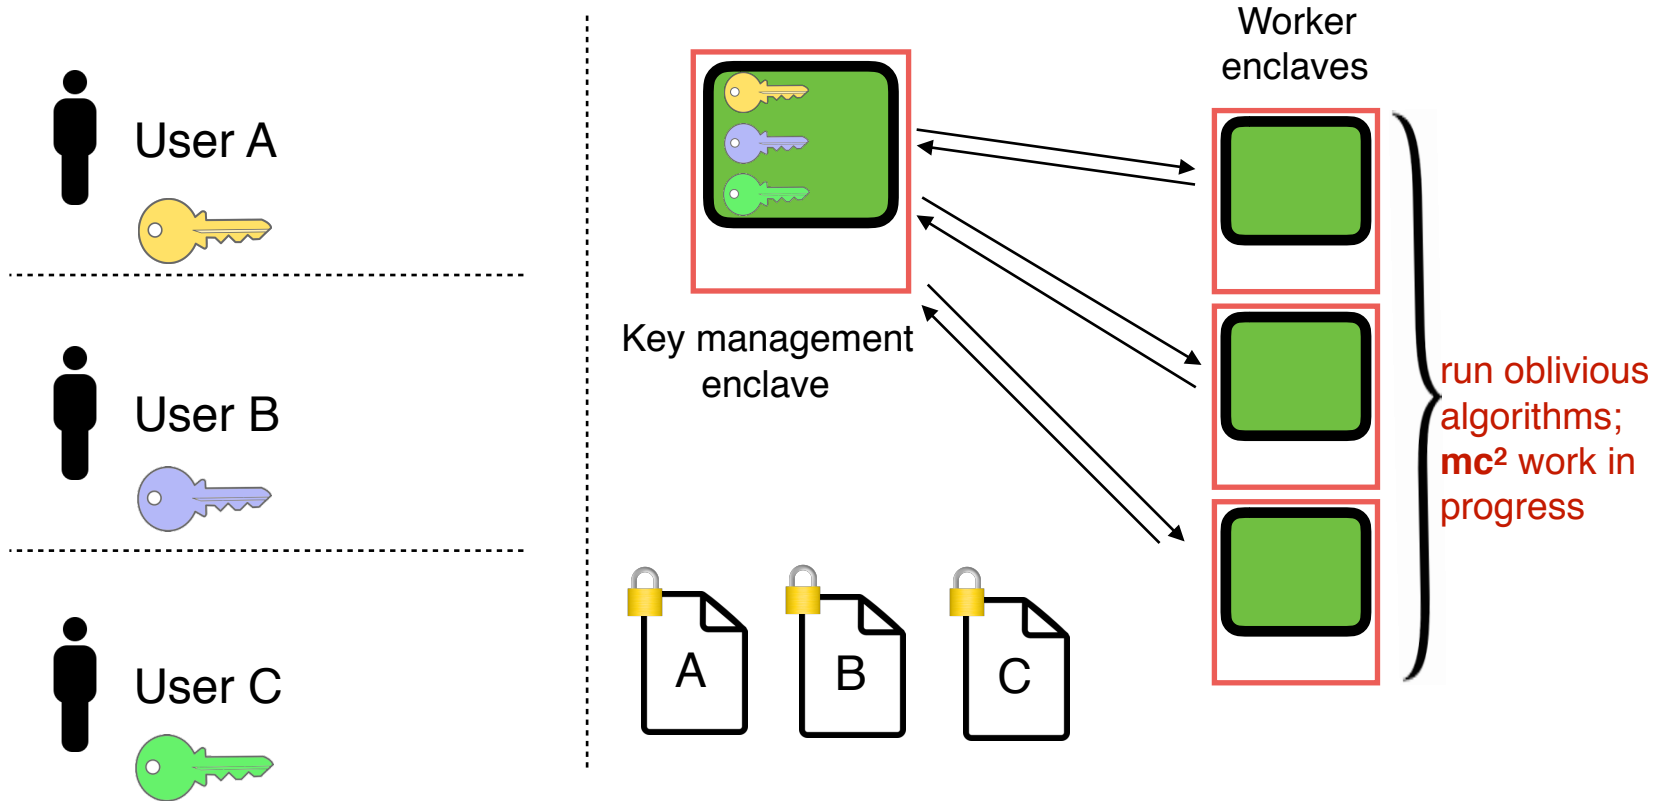 Worker
enclaves
User A
Key management
enclave
User B
run oblivious
algorithms;
mc² work in
progress
User C
A
B
C